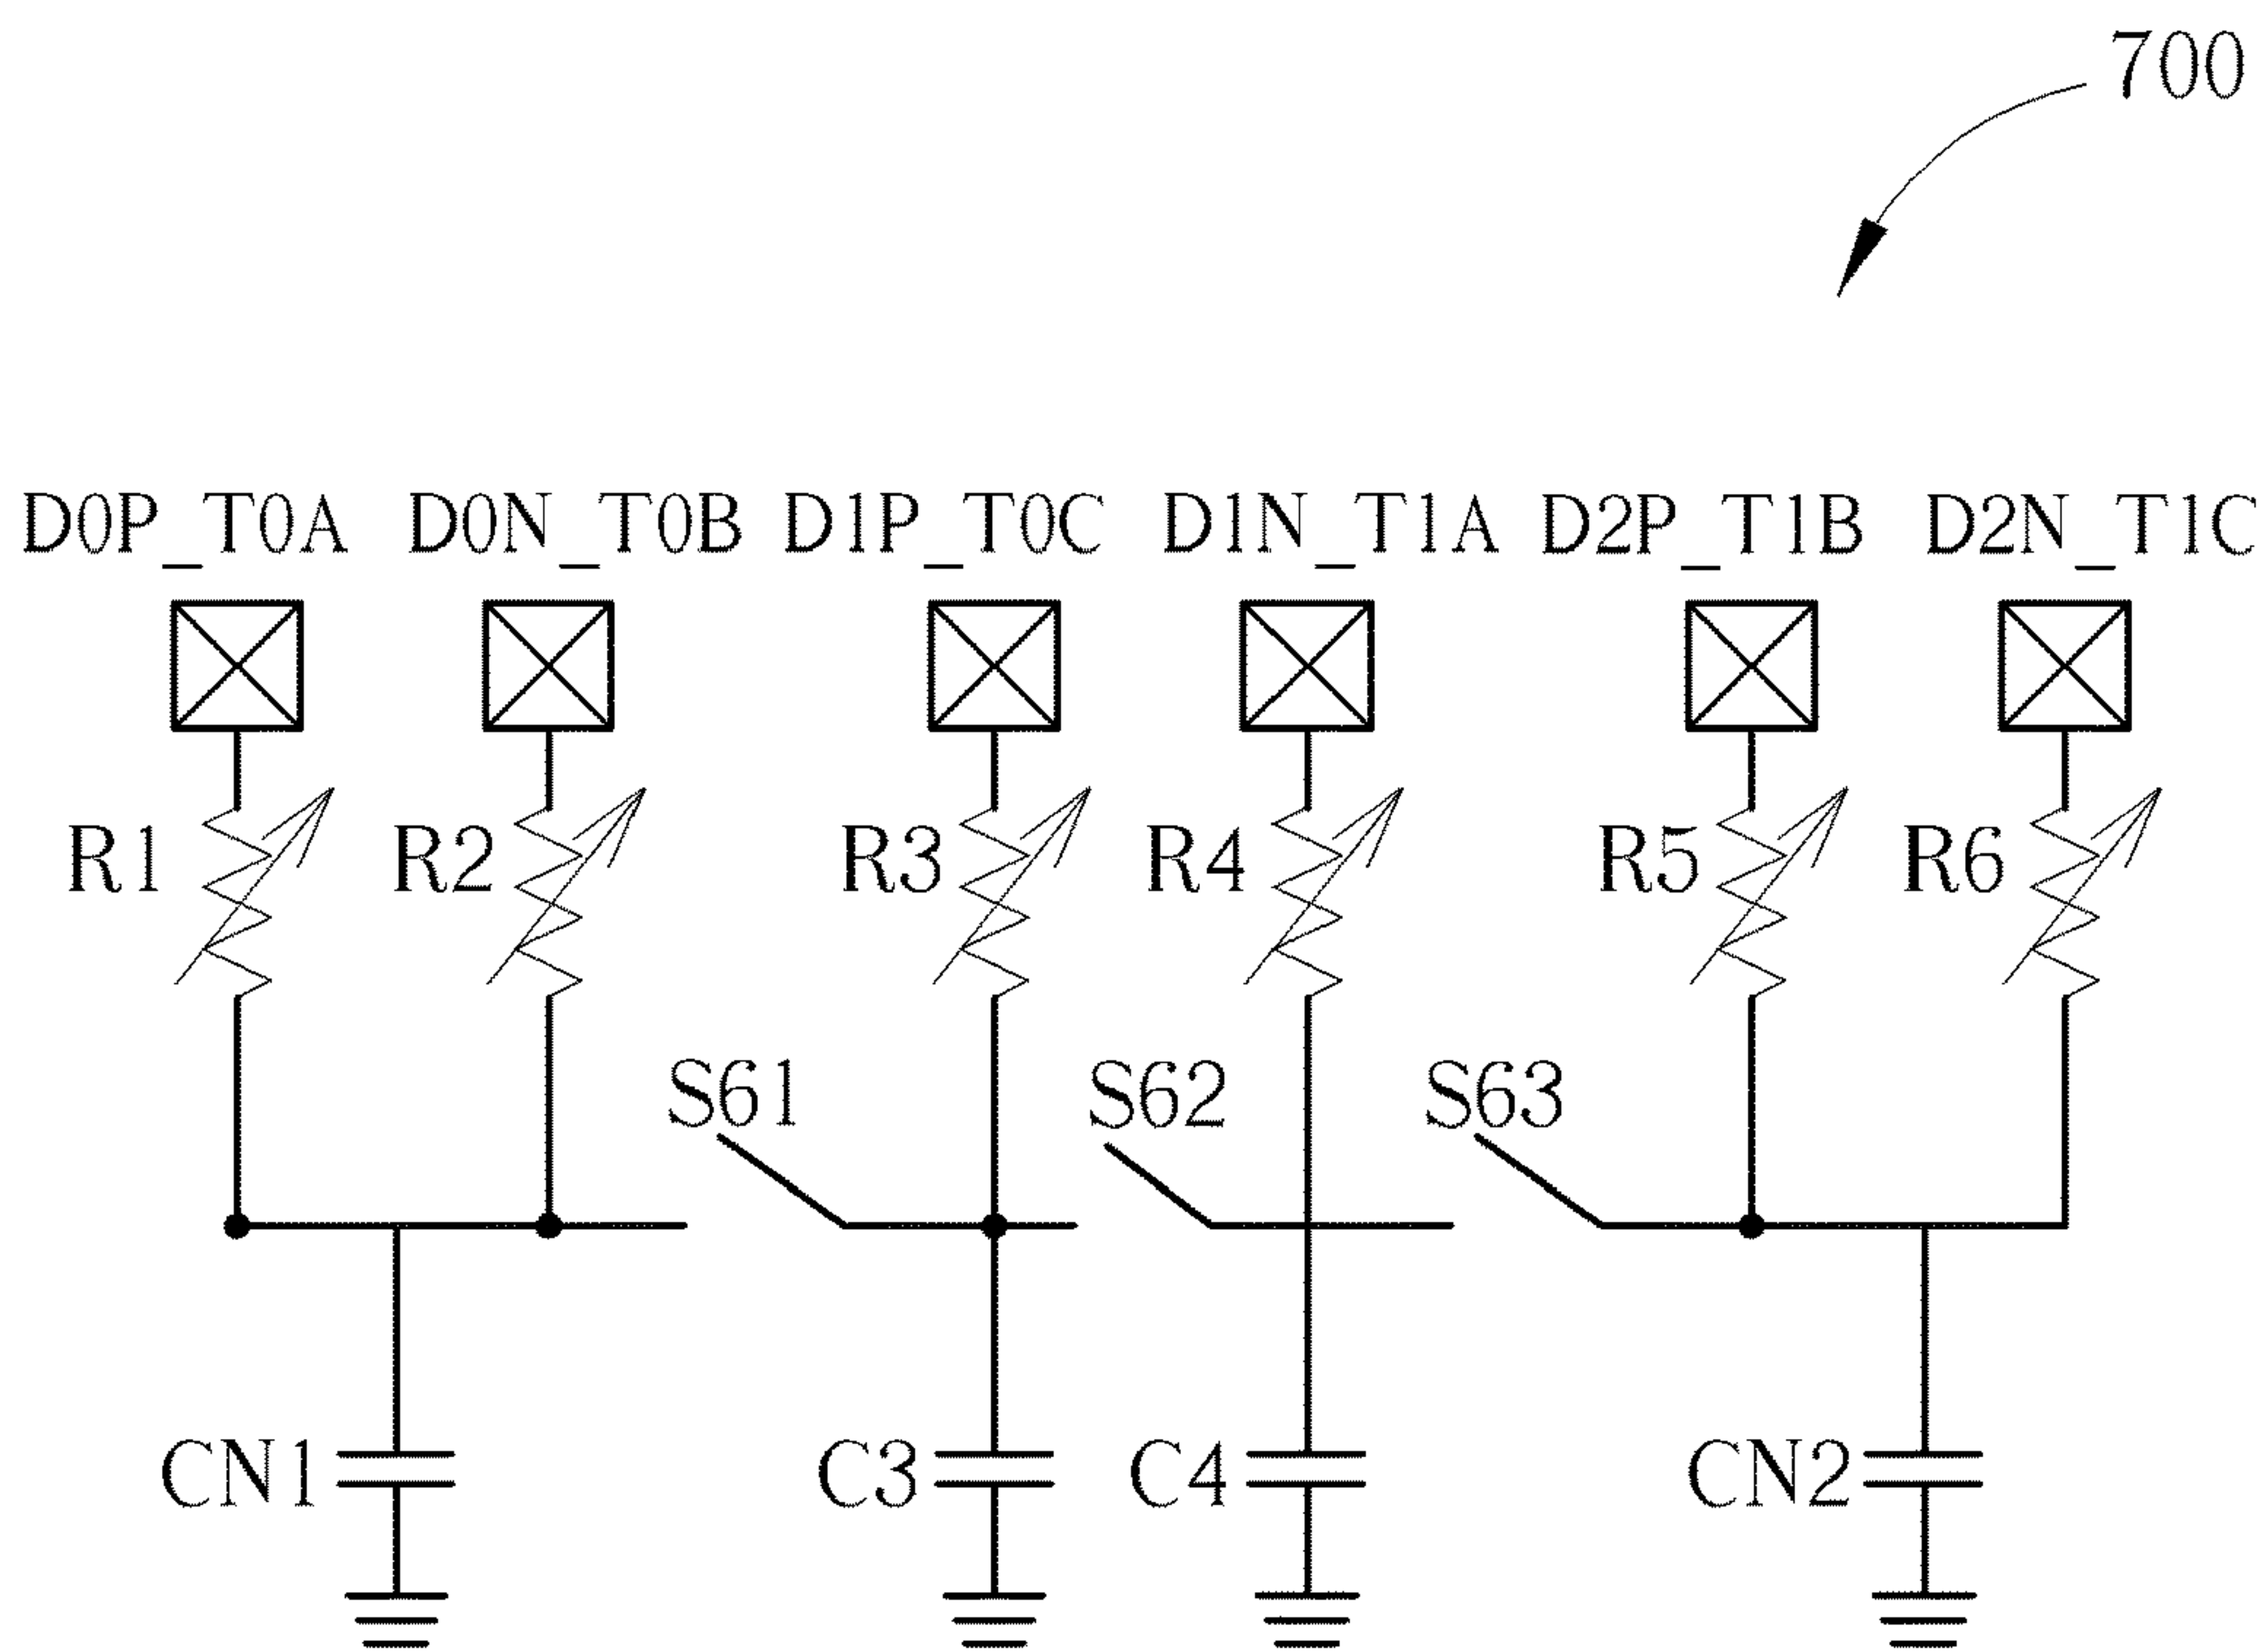 700
D0P_T0A D0N_T0B D1P_T0C D1N_T1A D2P_T1B D2N_T1C
R1 R2 R3 R4 R5 R6
S61 S62 S63
CN1 C3 C4 CN2